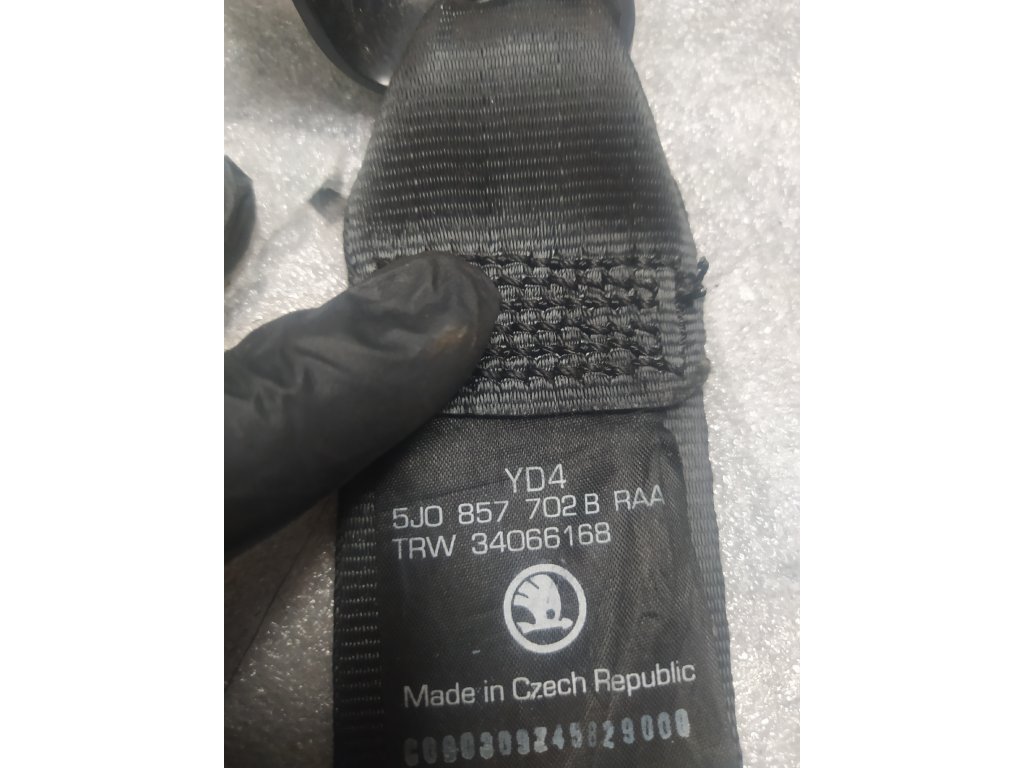 YD4
5J0 857 702 B RAA
TRW 34066168
Made in Czech Republic